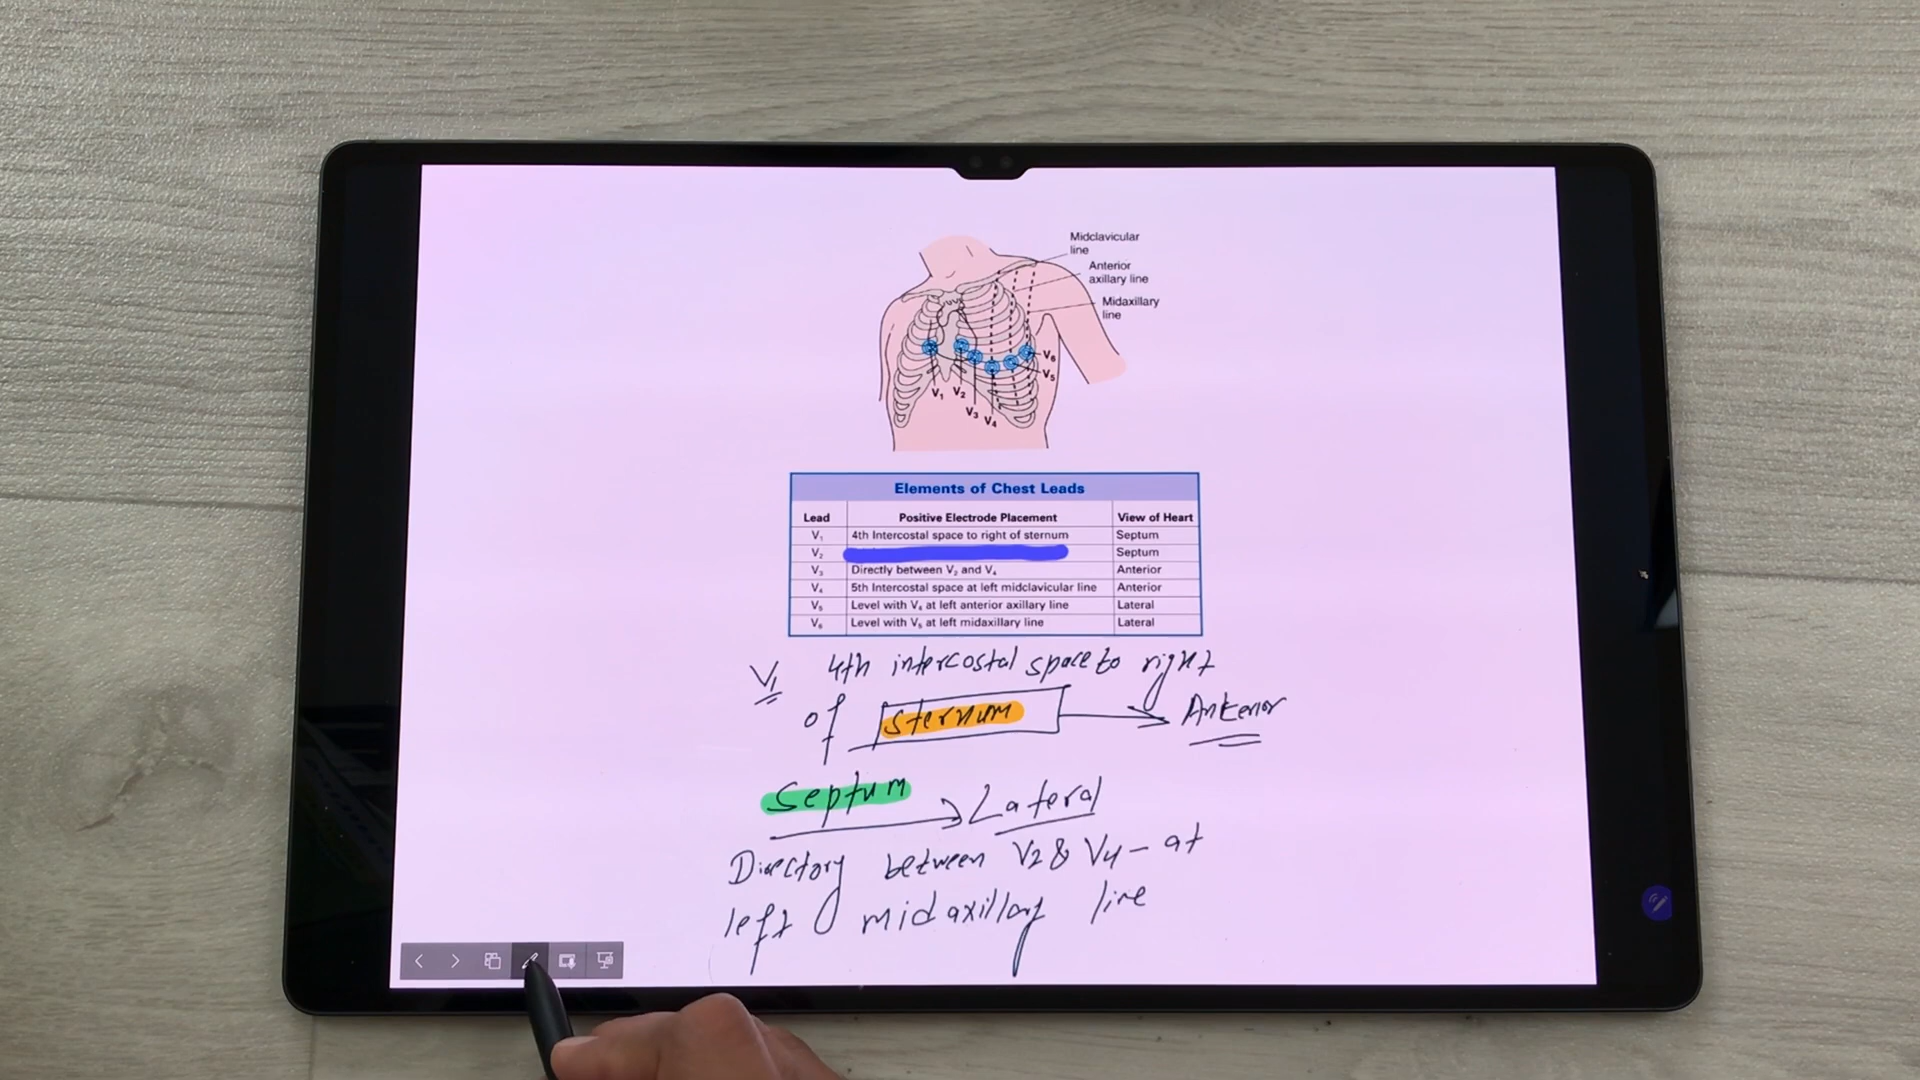 Midclavicular
line
Anterior
axillary line
Midaxillary
line
V6
V5
V1 V2
V3 V4
Elements of Chest Leads
Lead Positive Electrode Placement View of Heart
V1 4th Intercostal space to right of sternum Septum
V2 Septum
V3 Directly between V2 and V4 Anterior
V4 5th Intercostal space at left midclavicular line Anterior
V5 Level with V4 at left anterior axillary line Lateral
V6 Level with V5 at left midaxillary line Lateral
V1 4th intercostal space to right
of sternum Anterior
Septum Lateral
Directory between V2 & V4 - at
left midaxillary line